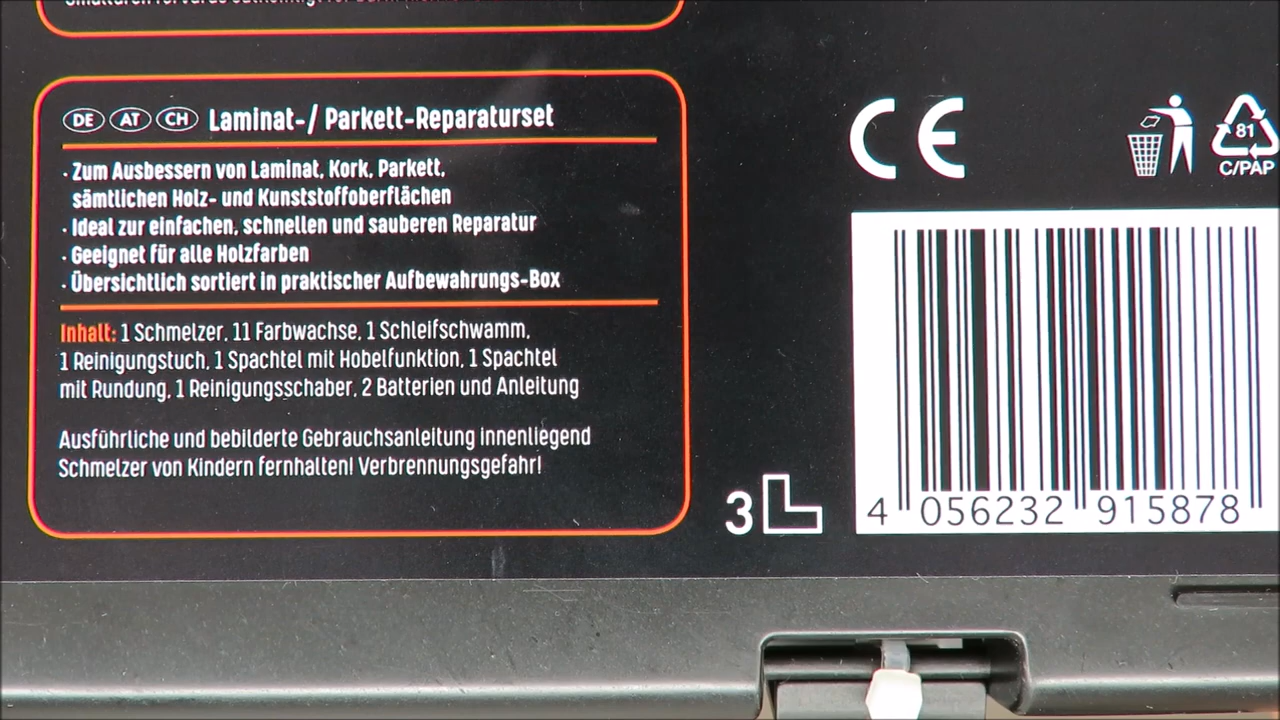 DE AT CH Laminat-/ Parkett-Reparaturset
· Zum Ausbessern von Laminat, Kork, Parkett,
sämtlichen Holz- und Kunststoffoberflächen
· Ideal zur einfachen, schnellen und sauberen Reparatur
· Geeignet für alle Holzfarben
· Übersichtlich sortiert in praktischer Aufbewahrungs-Box
Inhalt: 1 Schmelzer, 11 Farbwachse, 1 Schleifschwamm,
1 Reinigungstuch, 1 Spachtel mit Hobelfunktion, 1 Spachtel
mit Rundung, 1 Reinigungsschaber, 2 Batterien und Anleitung
Ausführliche und bebilderte Gebrauchsanleitung innenliegend
Schmelzer von Kindern fernhalten! Verbrennungsgefahr!
CE
81
C/PAP
3
4 056232 915878